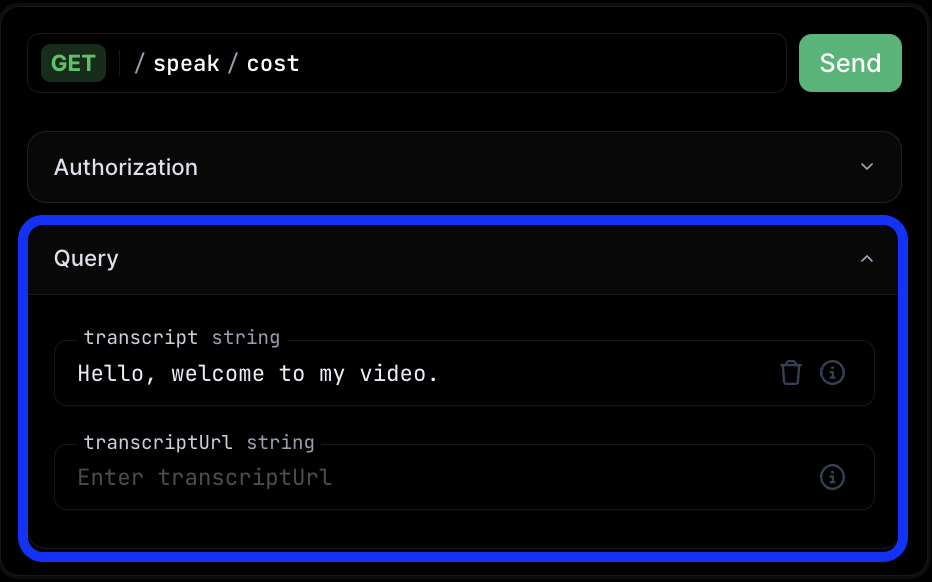 GET / speak / cost Send
Authorization
Query
transcript string
Hello, welcome to my video.
transcriptUrl string
Enter transcriptUrl